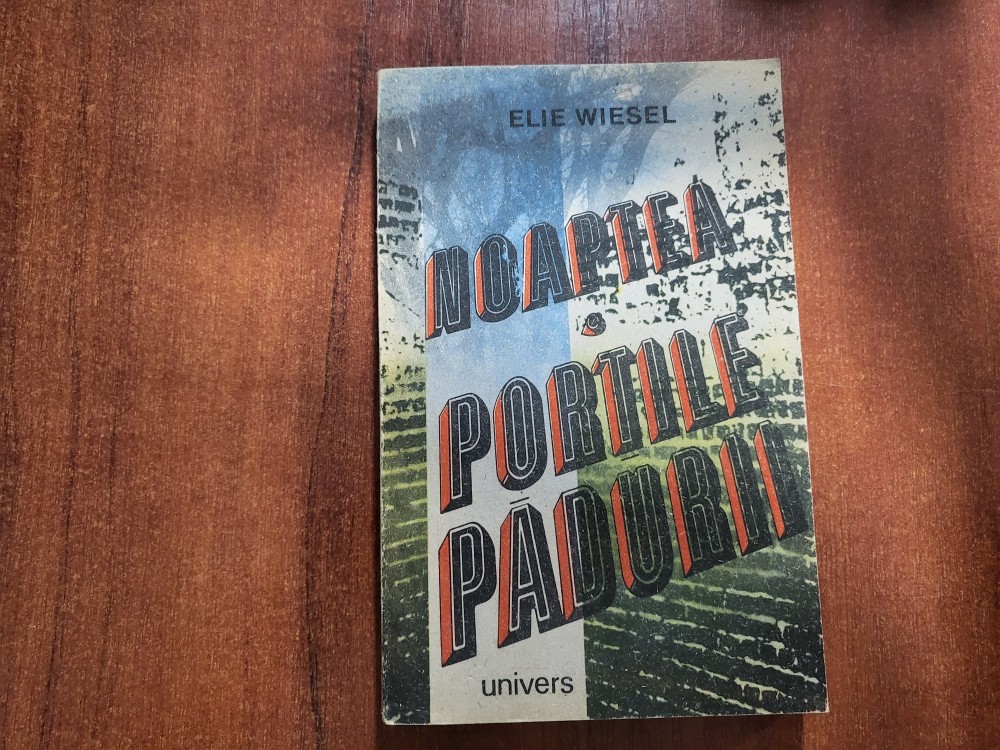 ELIE WIESEL
NOAPTEA
•
PORȚILE
PĂDURII
univers